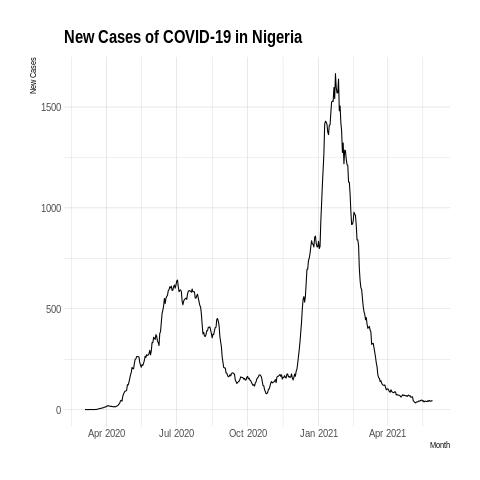 New Cases of COVID-19 in Nigeria
New Cases
1500
1000
500
0
Apr 2020 Jul 2020 Oct 2020 Jan 2021 Apr 2021
Month